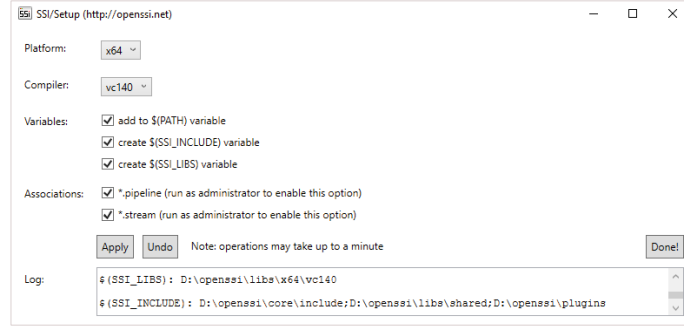 SSI SSI/Setup (http://openssi.net)
Platform: x64
Compiler: vc140
Variables: add to $(PATH) variable
create $(SSI_INCLUDE) variable
create $(SSI_LIBS) variable
Associations: *.pipeline (run as administrator to enable this option)
*.stream (run as administrator to enable this option)
Apply Undo Note: operations may take up to a minute Done!
Log: $(SSI_LIBS): D:\openssi\libs\x64\vc140
$(SSI_INCLUDE): D:\openssi\core\include;D:\openssi\libs\shared;D:\openssi\plugins